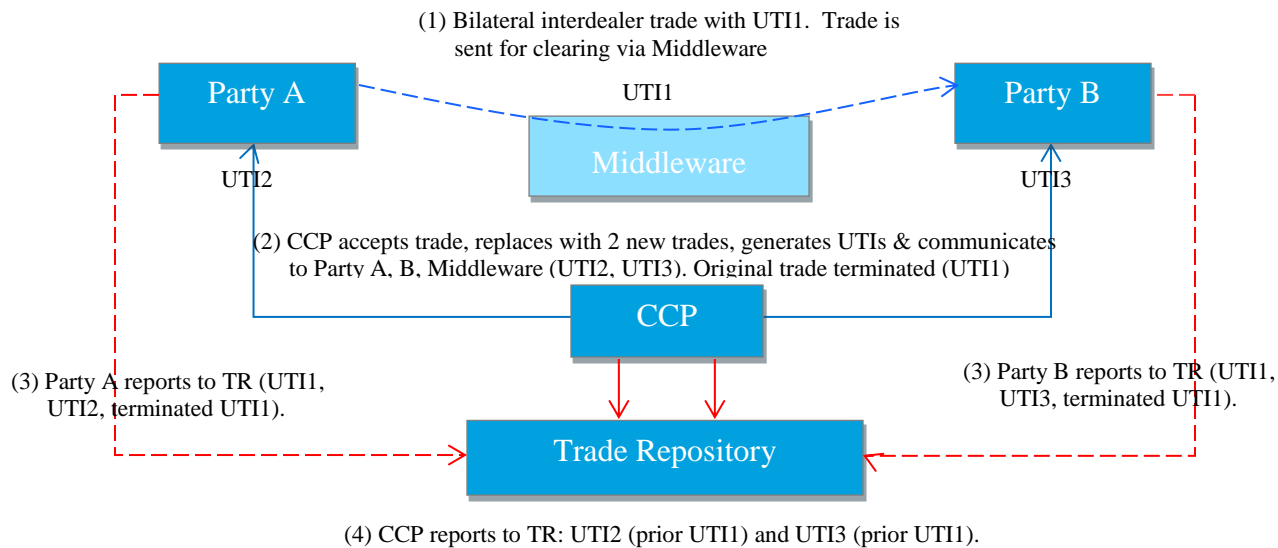 (1) Bilateral interdealer trade with UTI1.  Trade is
sent for clearing via Middleware
Party A
UTI1
Party B
Middleware
UTI2
UTI3
(2) CCP accepts trade, replaces with 2 new trades, generates UTIs & communicates
to Party A, B, Middleware (UTI2, UTI3). Original trade terminated (UTI1)
CCP
(3) Party A reports to TR (UTI1,
UTI2, terminated UTI1).
(3) Party B reports to TR (UTI1,
UTI3, terminated UTI1).
Trade Repository
(4) CCP reports to TR: UTI2 (prior UTI1) and UTI3 (prior UTI1).